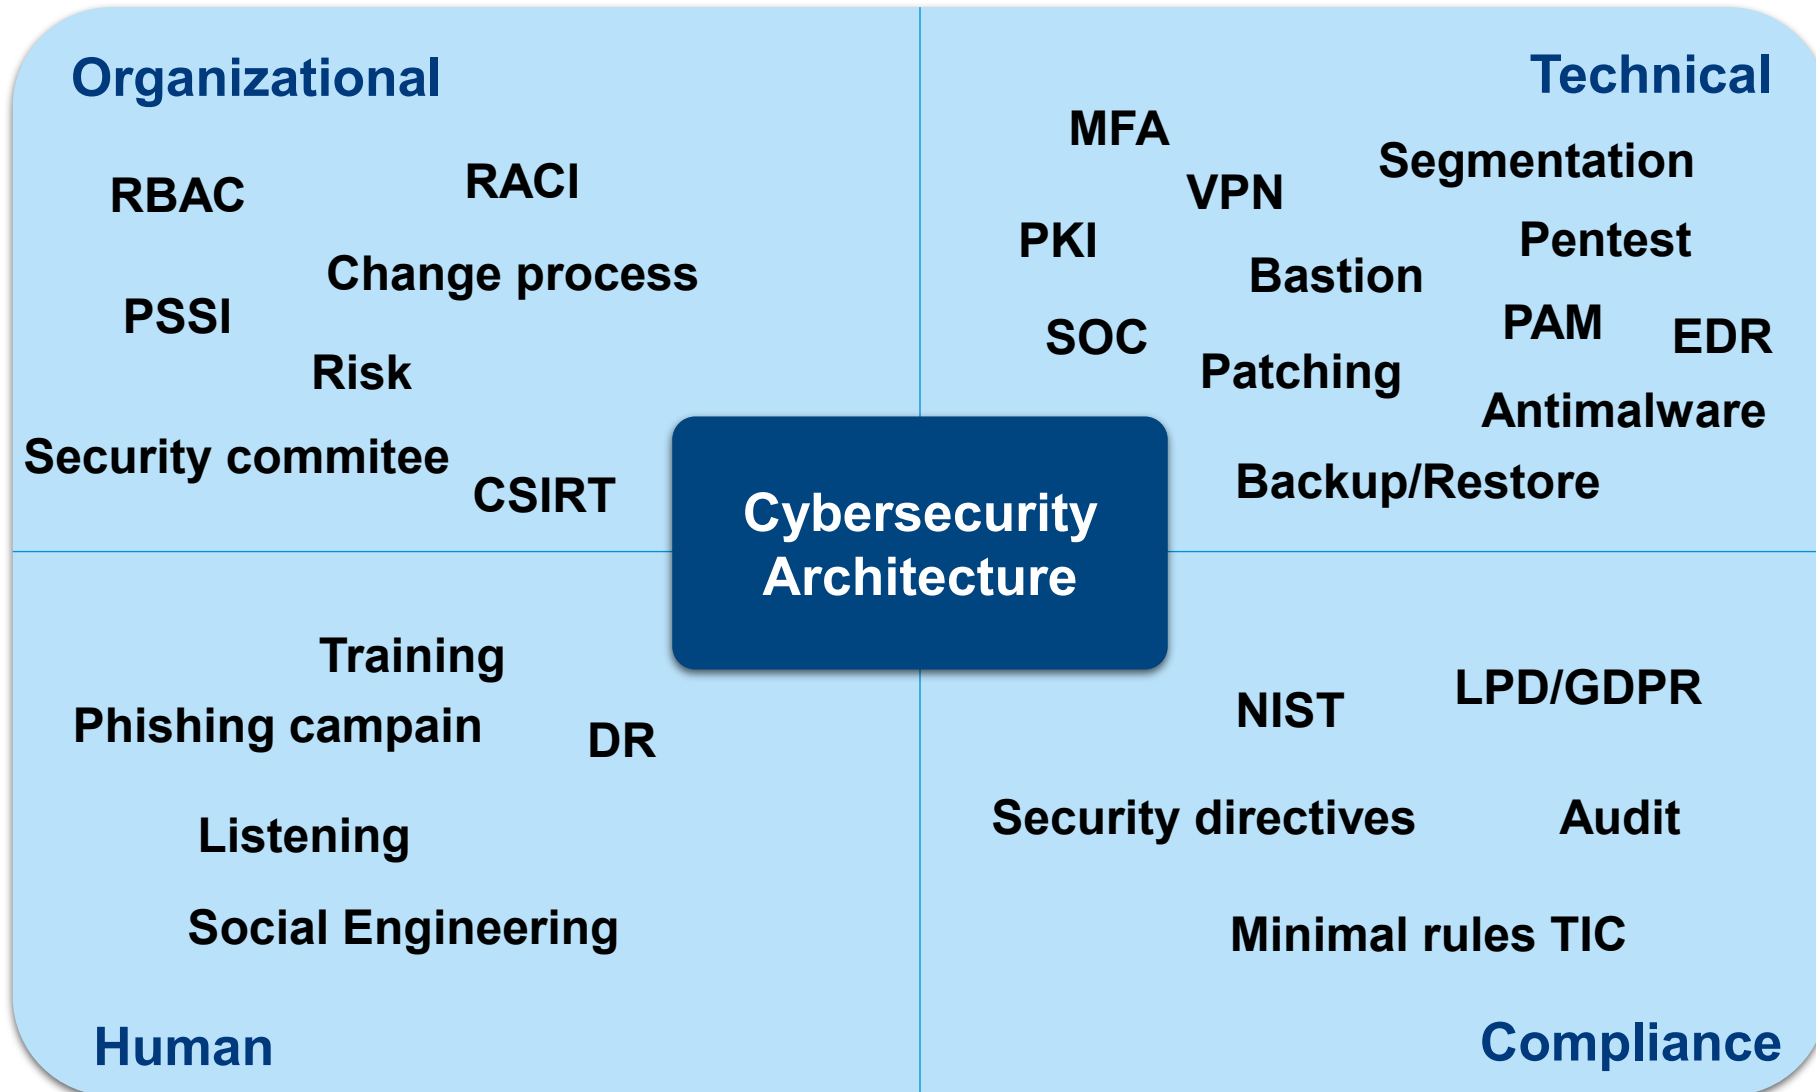 Organizational
RBAC
RACI
Change process
PSSI
Risk
Security commitee
CSIRT
Technical
MFA
Segmentation
VPN
PKI
Pentest
Bastion
SOC
PAM
EDR
Patching
Antimalware
Backup/Restore
Cybersecurity
Architecture
Training
Phishing campain
DR
Listening
Social Engineering
Human
NIST
LPD/GDPR
Security directives
Audit
Minimal rules TIC
Compliance